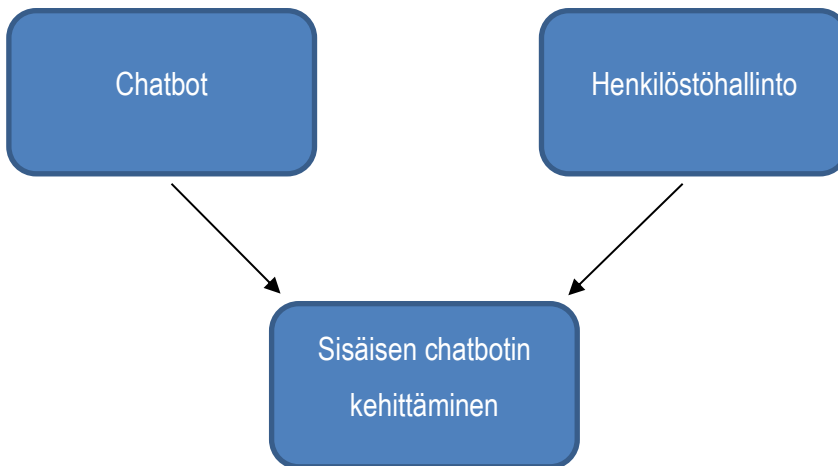 Chatbot
Henkilöstöhallinto
Sisäisen chatbotin
kehittäminen